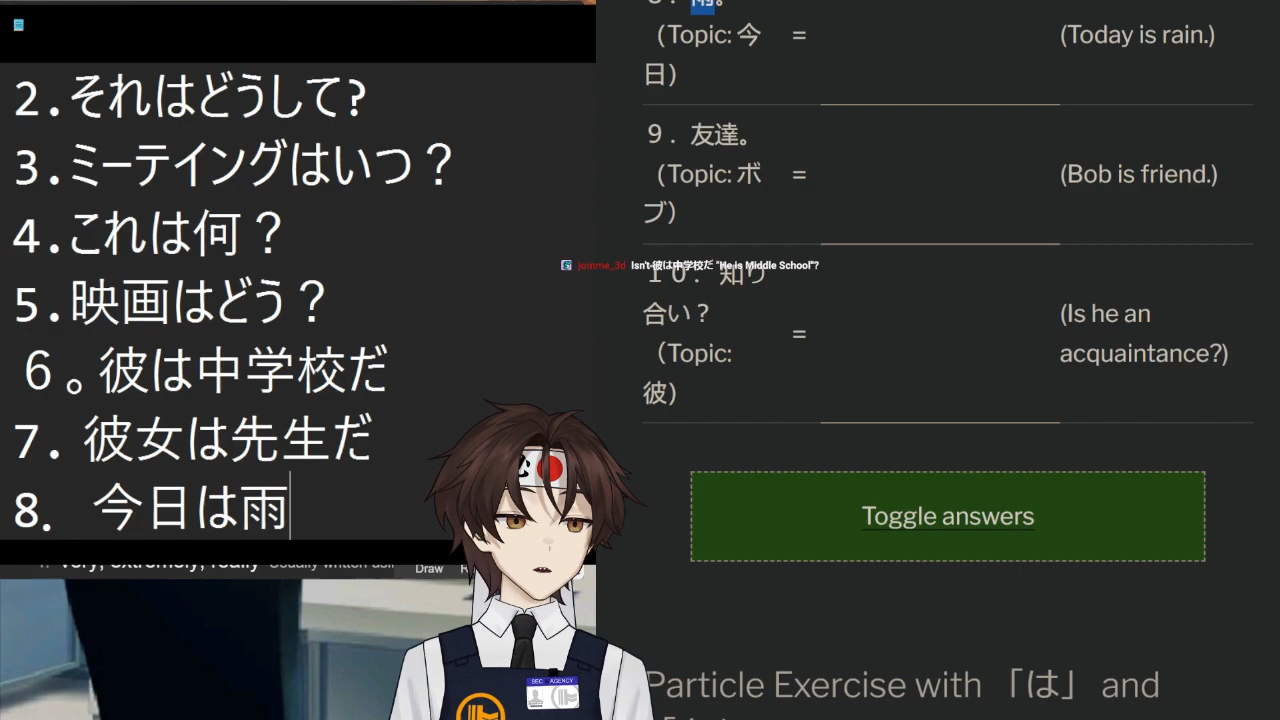 2.それはどうして?
3.ミーテイングはいつ？
4.これは何？
5.映画はどう？
６。彼は中学校だ
7. 彼女は先生だ
8. 今日は雨
Draw
SEC AGENCY
jomme_3d Isn't 彼は中学校だ "He is Middle School"?
(Topic: 今日) = (Today is rain.)
９．友達。
(Topic: ボブ) = (Bob is friend.)
１０．知り合い？
（Topic: 彼) = (Is he an acquaintance?)
Toggle answers
Particle Exercise with 「は」 and